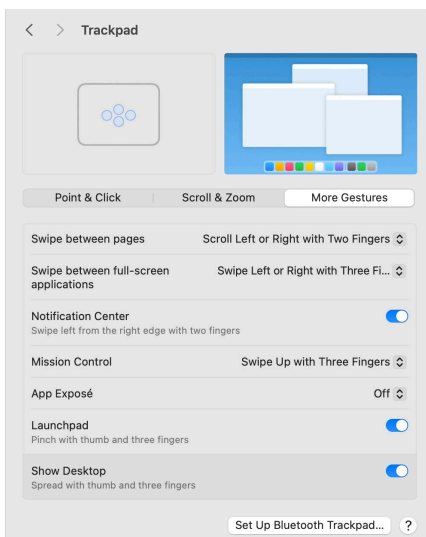 Trackpad
Point & Click
Scroll & Zoom
More Gestures
Swipe between pages
Scroll Left or Right with Two Fingers
Swipe between full-screen
applications
Swipe Left or Right with Three Fi...
Notification Center
Swipe left from the right edge with two fingers
Mission Control
Swipe Up with Three Fingers
App Exposé
Off
Launchpad
Pinch with thumb and three fingers
Show Desktop
Spread with thumb and three fingers
Set Up Bluetooth Trackpad...
?